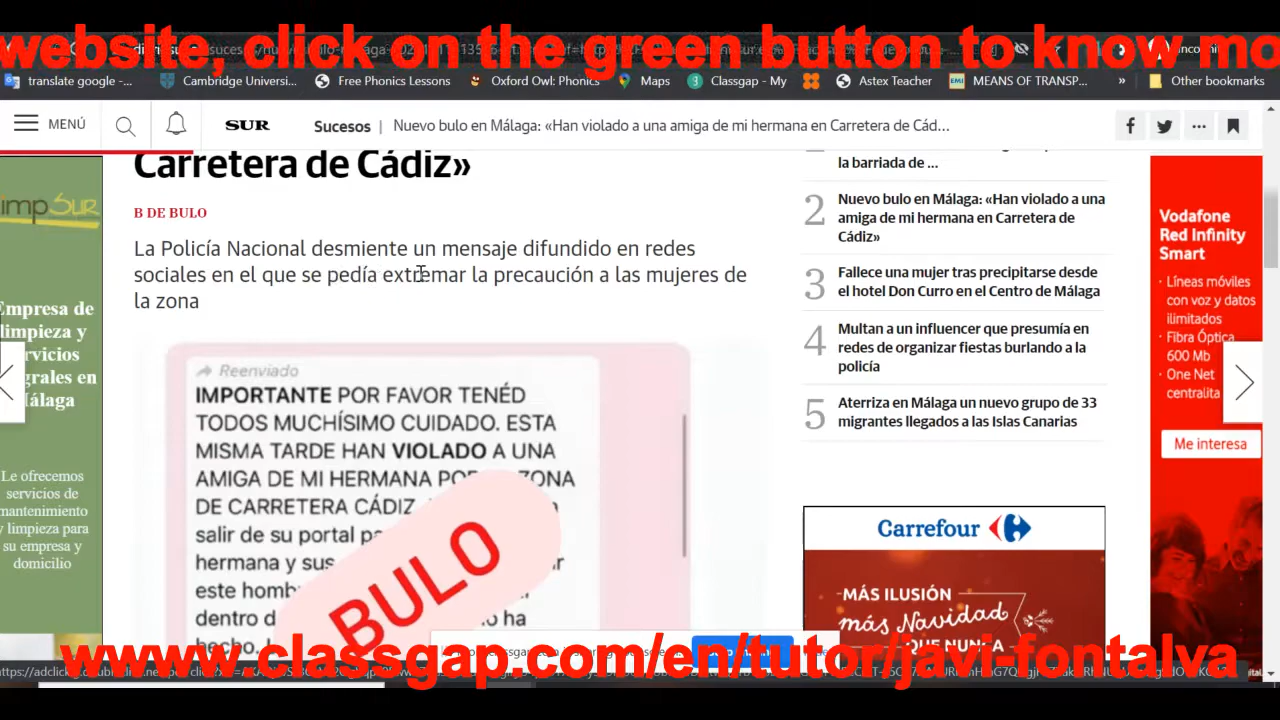 website, click on the green button to know mo
translate google -...
Cambridge Universi...
Free Phonics Lessons
Oxford Owl: Phonics
Maps
Classgap - My
Astex Teacher
MEANS OF TRANSP...
»
Other bookmarks
MENÚ
SUR
Sucesos | Nuevo bulo en Málaga: «Han violado a una amiga de mi hermana en Carretera de Cád...
Carretera de Cádiz»
B DE BULO
La Policía Nacional desmiente un mensaje difundido en redes
sociales en el que se pedía extremar la precaución a las mujeres de
la zona
Reenviado
IMPORTANTE POR FAVOR TENÉD
TODOS MUCHÍSIMO CUIDADO. ESTA
MISMA TARDE HAN VIOLADO A UNA
AMIGA DE MI HERMANA POR ZONA
DE CARRETERA CÁDIZ
salir de su portal
hermana y sus
este
dentro
hecho.
BULO
la barriada de ...
2
Nuevo bulo en Málaga: «Han violado a una
amiga de mi hermana en Carretera de
Cádiz»
3
Fallece una mujer tras precipitarse desde
el hotel Don Curro en el Centro de Málaga
4
Multan a un influencer que presumía en
redes de organizar fiestas burlando a la
policía
5
Aterriza en Málaga un nuevo grupo de 33
migrantes llegados a las Islas Canarias
Carrefour
MÁS ILUSIÓN
más Navidad
QUE NUNCA
Vodafone
Red Infinity
Smart
· Líneas móviles
con voz y datos
ilimitados
· Fibra Óptica
600 Mb
· One Net
centralita
Me interesa
Empresa de
limpieza y
Málaga
Le ofrecemos
servicios de
mantenimiento
y limpieza para
su empresa y
domicilio
www.classgap.com/en/tutor/javi-fontalva